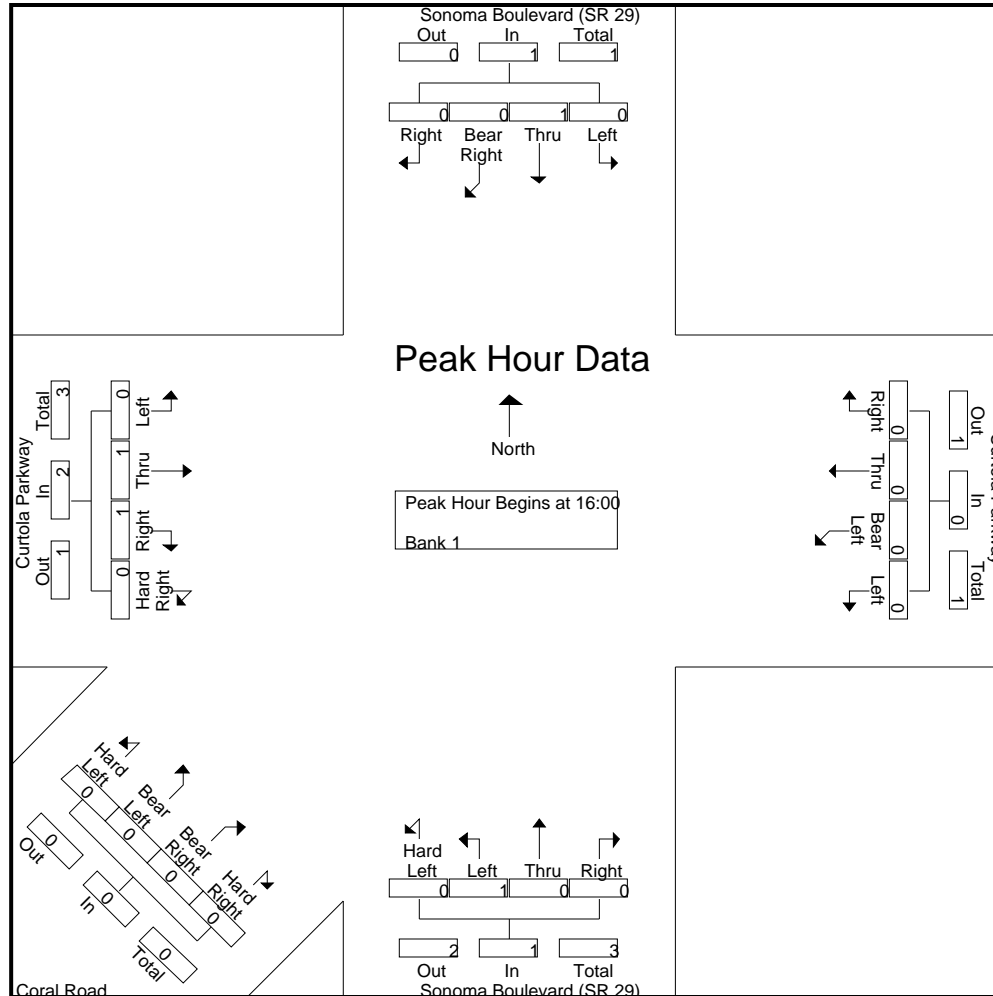 Sonoma Boulevard (SR 29)
Out In Total
0 1 1
0 0 1 0
Right Bear Right Thru Left
Peak Hour Data
North
Peak Hour Begins at 16:00
Bank 1
Curtola Parkway
Total In Out
3 2 1
0 1 1 0
Left Thru Right Hard Right
Right Thru Bear Left Left
0 0 0 0
Out In Total
1 0 1
Hard Left Bear Left Bear Right Hard Right
0 0 0 0
Out In Total
0 0 0
Coral Road
Hard Left Left Thru Right
0 1 0 0
2 1 3
Out In Total
Sonoma Boulevard (SR 29)